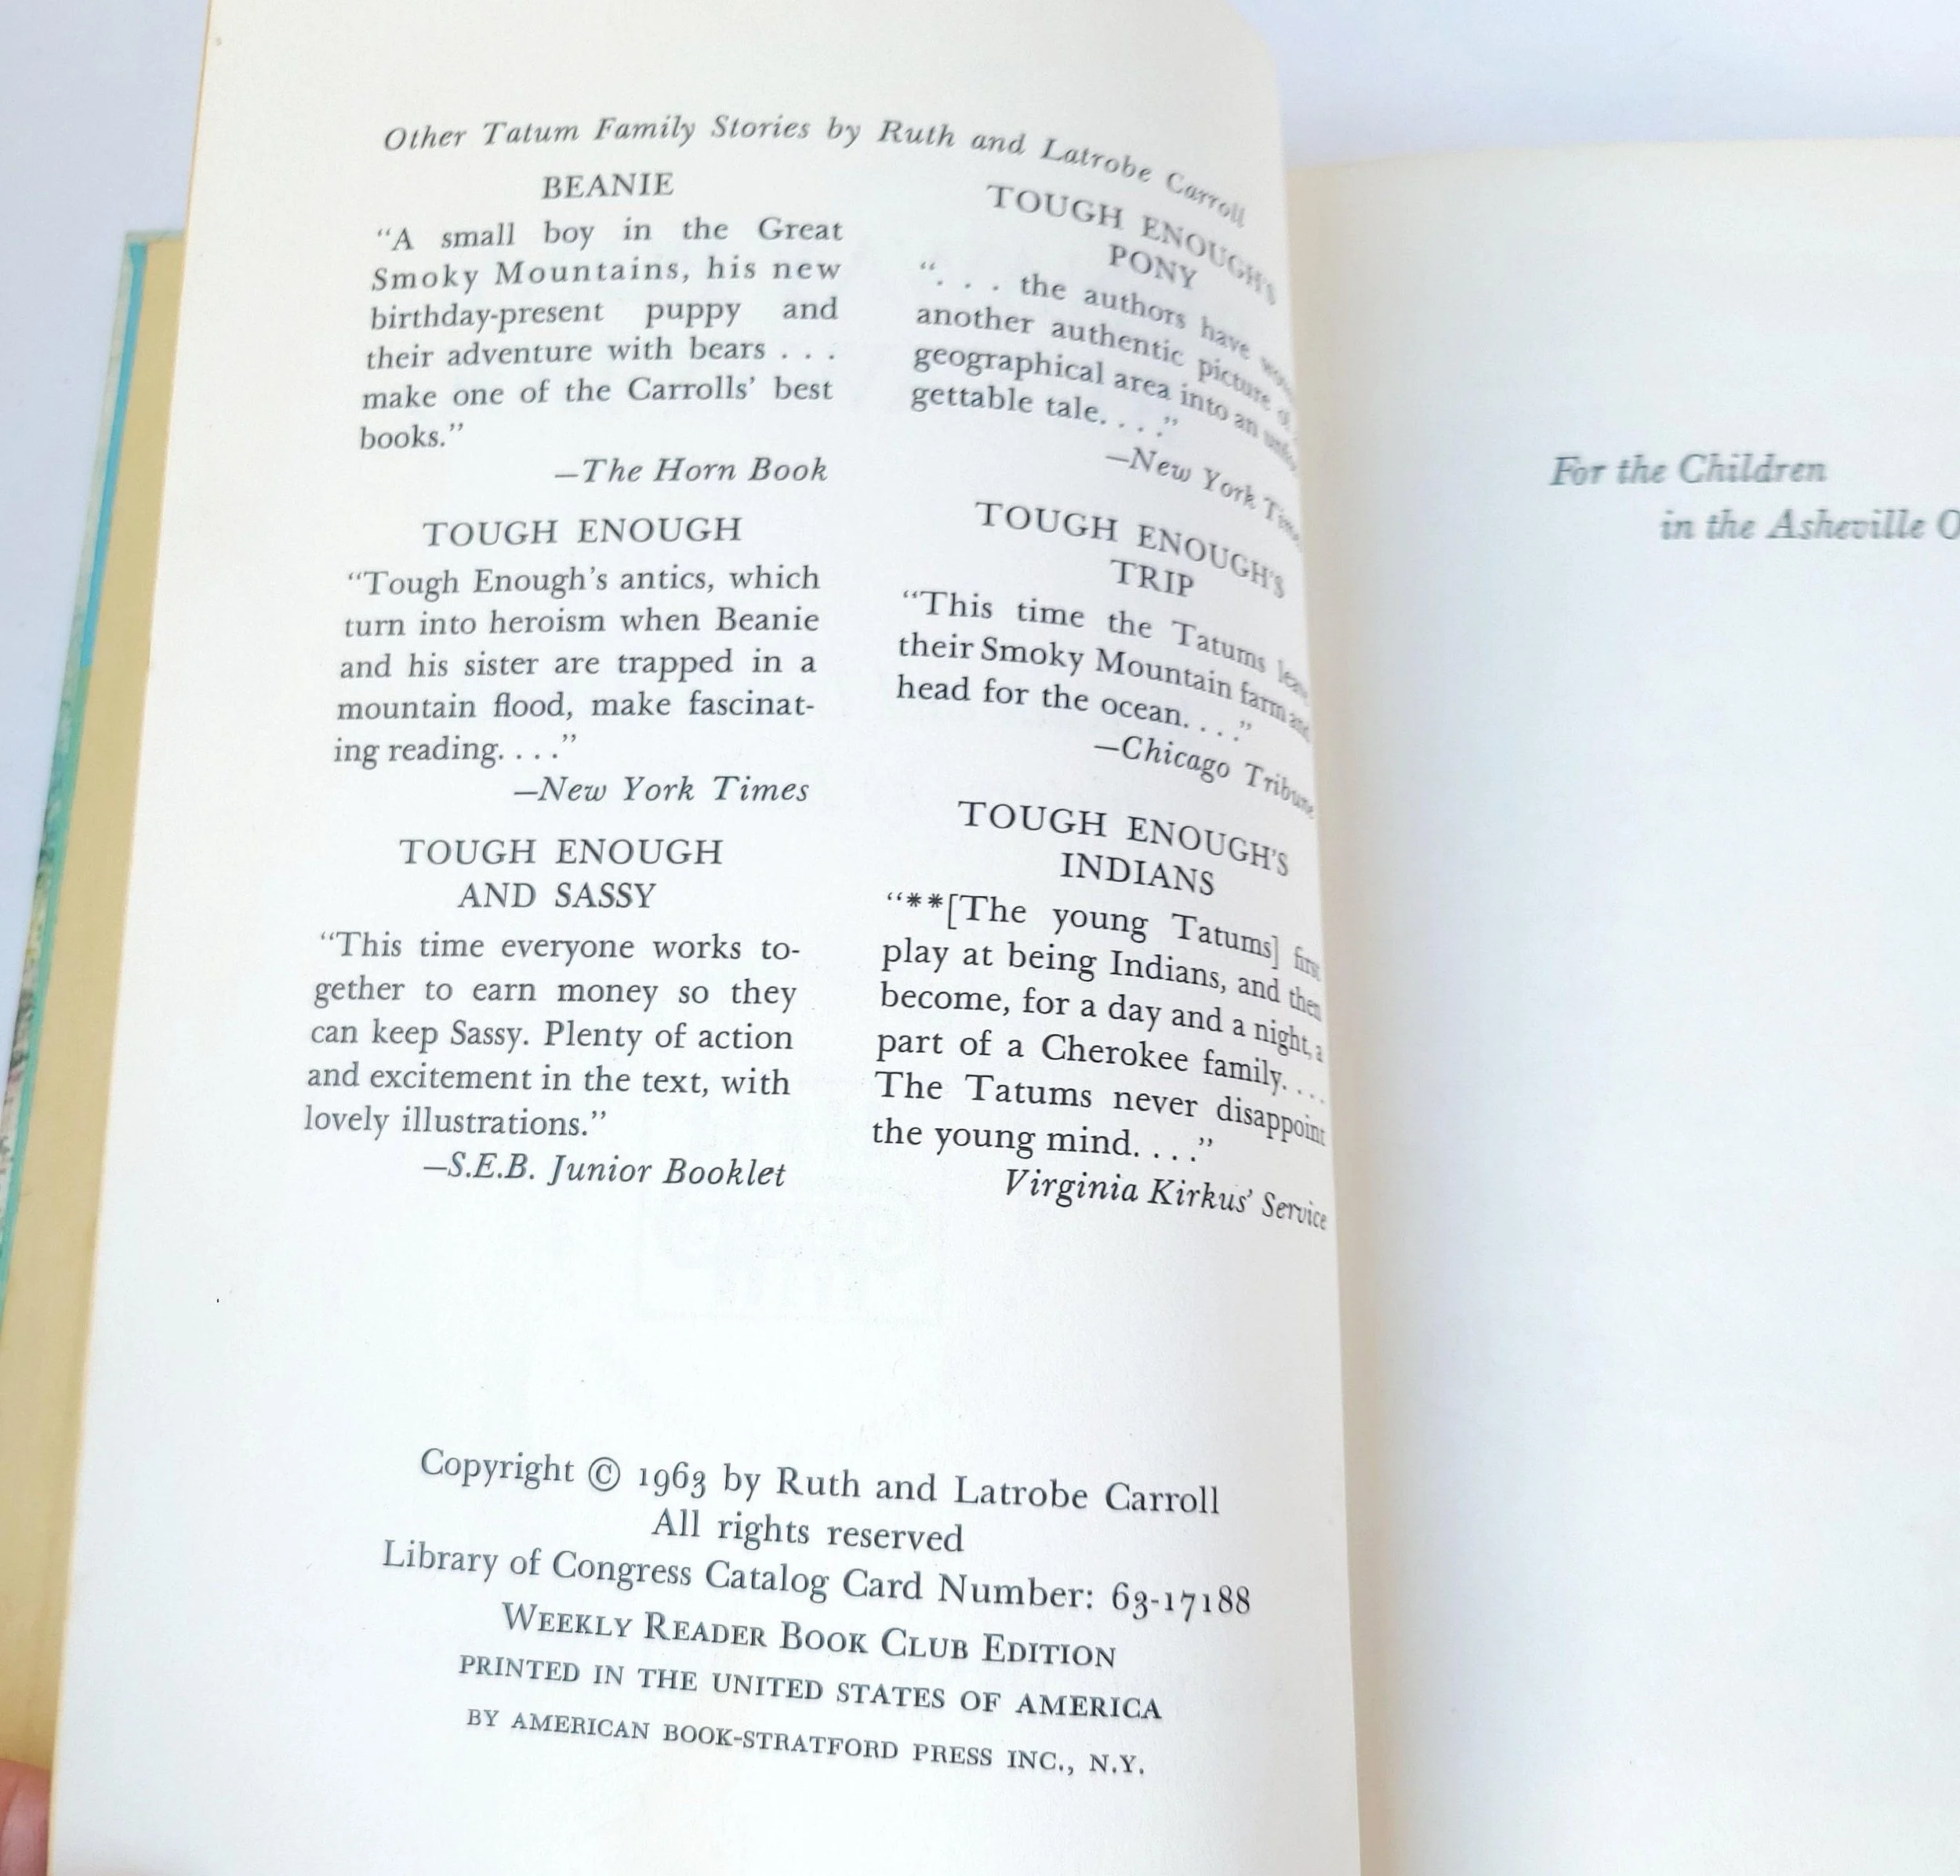 Other Tatum Family Stories by Ruth and Latrobe Carroll
BEANIE
“A small boy in the Great
Smoky Mountains, his new
birthday-present puppy and
their adventure with bears . . .
make one of the Carrolls’ best
books.”
—The Horn Book
TOUGH ENOUGH
“Tough Enough’s antics, which
turn into heroism when Beanie
and his sister are trapped in a
mountain flood, make fascinat-
ing reading. . . .”
—New York Times
TOUGH ENOUGH
AND SASSY
“This time everyone works to-
gether to earn money so they
can keep Sassy. Plenty of action
and excitement in the text, with
lovely illustrations.”
—S.E.B. Junior Booklet
TOUGH ENOUGH’S
PONY
“. . . the authors have
another authentic picture of
geographical area into an
gettable tale. . . .”
—New York Times
TOUGH ENOUGH’S
TRIP
“This time the Tatums leave
their Smoky Mountain farm and
head for the ocean. . . .”
—Chicago Tribune
TOUGH ENOUGH’S
INDIANS
“**[The young Tatums] first
play at being Indians, and then
become, for a day and a night, a
part of a Cherokee family. . . .
The Tatums never disappoint
the young mind. . . .”
Virginia Kirkus’ Service
Copyright © 1963 by Ruth and Latrobe Carroll
All rights reserved
Library of Congress Catalog Card Number: 63-17188
WEEKLY READER BOOK CLUB EDITION
PRINTED IN THE UNITED STATES OF AMERICA
BY AMERICAN BOOK-STRATFORD PRESS INC., N.Y.
For the Children
in the Asheville O